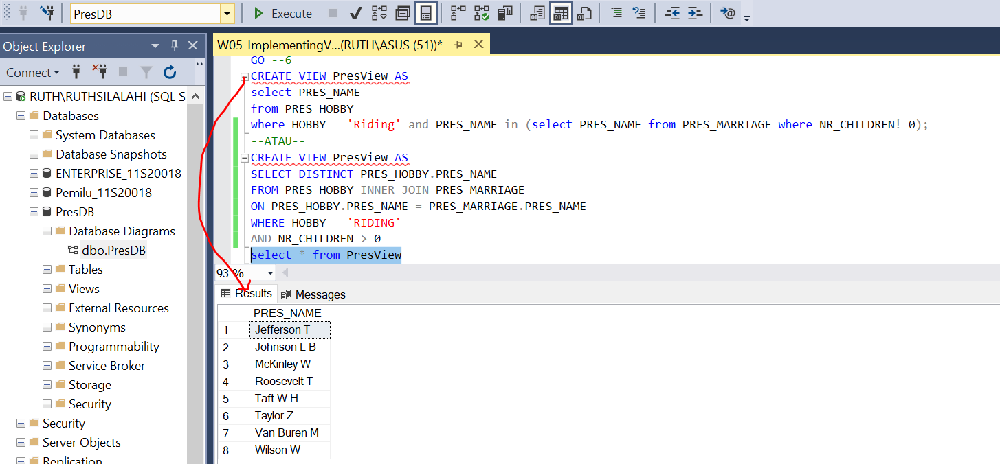 PresDB
Execute
Object Explorer
Connect
RUTH\RUTHSILALAHI (SQL S
Databases
System Databases
Database Snapshots
ENTERPRISE_11S20018
Pemilu_11S20018
PresDB
Database Diagrams
dbo.PresDB
Tables
Views
External Resources
Synonyms
Programmability
Service Broker
Storage
Security
Security
Server Objects
Replication
W05_ImplementingV...(RUTH\ASUS (51))*
GO --6
CREATE VIEW PresView AS
select PRES_NAME
from PRES_HOBBY
where HOBBY = 'Riding' and PRES_NAME in (select PRES_NAME from PRES_MARRIAGE where NR_CHILDREN!=0);
--ATAU--
CREATE VIEW PresView AS
SELECT DISTINCT PRES_HOBBY.PRES_NAME
FROM PRES_HOBBY INNER JOIN PRES_MARRIAGE
ON PRES_HOBBY.PRES_NAME = PRES_MARRIAGE.PRES_NAME
WHERE HOBBY = 'RIDING'
AND NR_CHILDREN > 0
select * from PresView
93 %
Results Messages
PRES_NAME
1 Jefferson T
2 Johnson L B
3 McKinley W
4 Roosevelt T
5 Taft W H
6 Taylor Z
7 Van Buren M
8 Wilson W